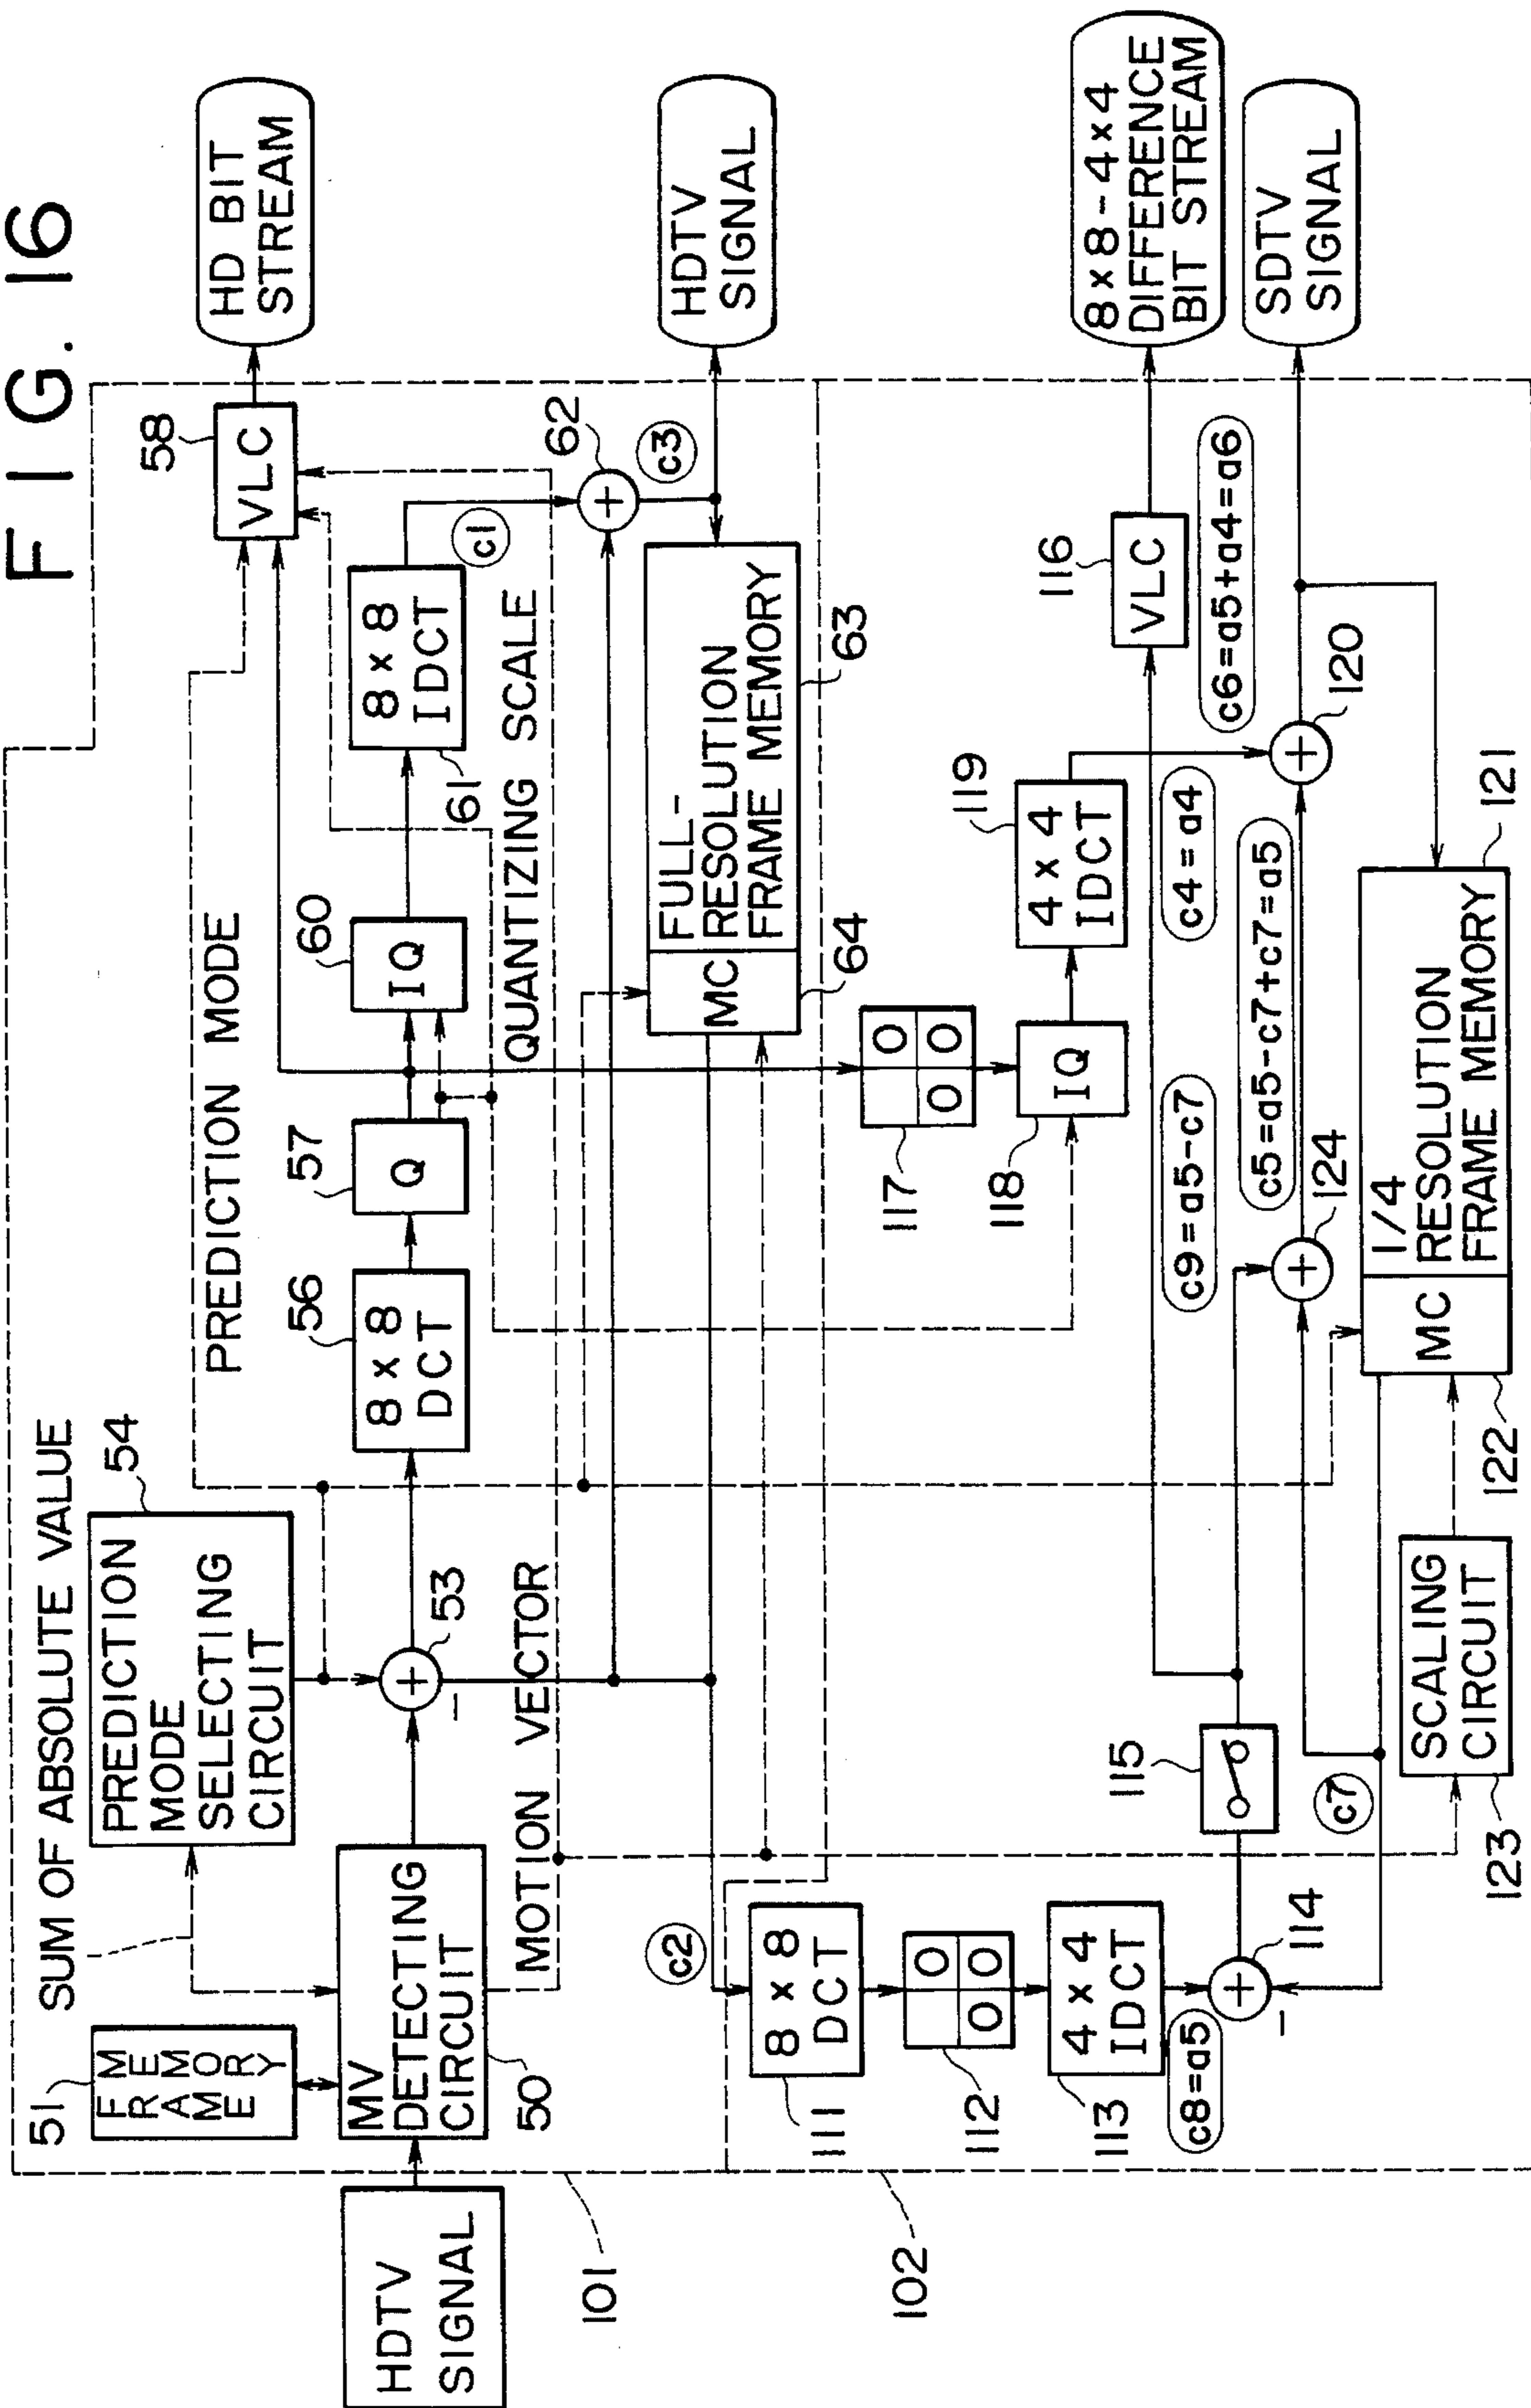 FIG. 16
SUM OF ABSOLUTE VALUE
51
FRAME
MEMORY
54
PREDICTION
MODE
SELECTING
CIRCUIT
PREDICTION MODE
58
VLC
HD BIT
STREAM
HDTV
SIGNAL
MV
DETECTING
CIRCUIT
50
+
-
53
56
8 × 8
DCT
57
Q
60
IQ
8 × 8
IDCT
61
c1
62
+
c3
HDTV
SIGNAL
MOTION VECTOR
QUANTIZING SCALE
MC
FULL-
RESOLUTION
FRAME MEMORY
64
63
101
102
c2
8 × 8
DCT
111
0
0 0
112
4 × 4
IDCT
113
c8=a5
+
-
114
115
c7
0
0 0
117
IQ
118
119
4 × 4
IDCT
c4=a4
116
VLC
8×8-4×4
DIFFERENCE
BIT STREAM
c9=a5-c7
c5=a5-c7+c7=a5
c6=a5+a4=a6
+
124
+
120
SDTV
SIGNAL
SCALING
CIRCUIT
123
MC
1/4
RESOLUTION
FRAME MEMORY
122
121